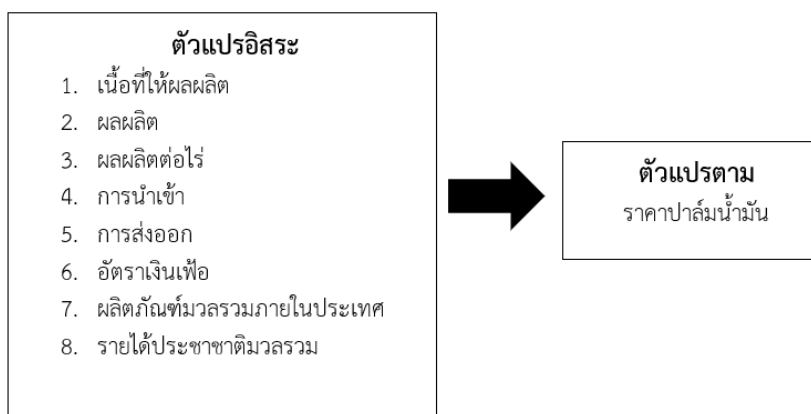 ตัวแปรอิสระ
1. เนื้อที่ให้ผลผลิต
2. ผลผลิต
3. ผลผลิตต่อไร่
4. การนำเข้า
5. การส่งออก
6. อัตราเงินเฟ้อ
7. ผลิตภัณฑ์มวลรวมภายในประเทศ
8. รายได้ประชาชาติมวลรวม
ตัวแปรตาม
ราคาปาล์มน้ำมัน